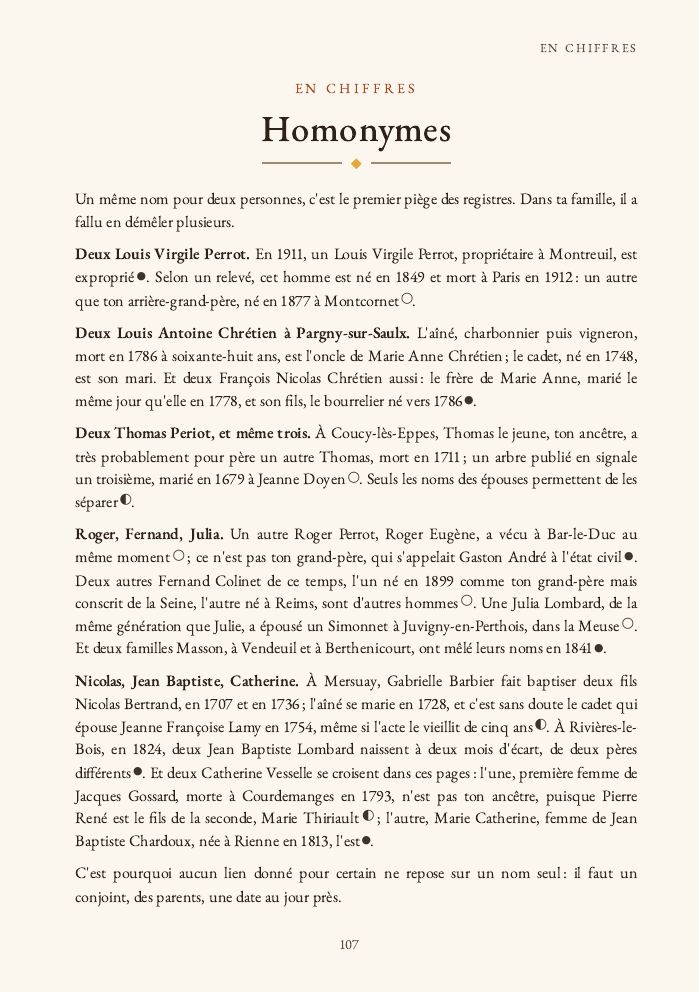 EN CHIFFRES
EN CHIFFRES
Homonymes
Un même nom pour deux personnes, c'est le premier piège des registres. Dans ta famille, il a
fallu en démêler plusieurs.
Deux Louis Virgile Perrot. En 1911, un Louis Virgile Perrot, propriétaire à Montreuil, est
exproprié●. Selon un relevé, cet homme est né en 1849 et mort à Paris en 1912 : un autre
que ton arrière-grand-père, né en 1877 à Montcornet○.
Deux Louis Antoine Chrétien à Pargny-sur-Saulx. L'aîné, charbonnier puis vigneron,
mort en 1786 à soixante-huit ans, est l'oncle de Marie Anne Chrétien ; le cadet, né en 1748,
est son mari. Et deux François Nicolas Chrétien aussi : le frère de Marie Anne, marié le
même jour qu'elle en 1778, et son fils, le bourrelier né vers 1786●.
Deux Thomas Periot, et même trois. À Coucy-lès-Eppes, Thomas le jeune, ton ancêtre, a
très probablement pour père un autre Thomas, mort en 1711 ; un arbre publié en signale
un troisième, marié en 1679 à Jeanne Doyen○. Seuls les noms des épouses permettent de les
séparer◐.
Roger, Fernand, Julia. Un autre Roger Perrot, Roger Eugène, a vécu à Bar-le-Duc au
même moment○ ; ce n'est pas ton grand-père, qui s'appelait Gaston André à l'état civil●.
Deux autres Fernand Colinet de ce temps, l'un né en 1899 comme ton grand-père mais
conscrit de la Seine, l'autre né à Reims, sont d'autres hommes○. Une Julia Lombard, de la
même génération que Julie, a épousé un Simonnet à Juvigny-en-Perthois, dans la Meuse○.
Et deux familles Masson, à Vendeuil et à Berthenicourt, ont mêlé leurs noms en 1841●.
Nicolas, Jean Baptiste, Catherine. À Mersuay, Gabrielle Barbier fait baptiser deux fils
Nicolas Bertrand, en 1707 et en 1736 ; l'aîné se marie en 1728, et c'est sans doute le cadet qui
épouse Jeanne Françoise Lamy en 1754, même si l'acte le vieillit de cinq ans◐. À Rivières-le-
Bois, en 1824, deux Jean Baptiste Lombard naissent à deux mois d'écart, de deux pères
différents●. Et deux Catherine Vesselle se croisent dans ces pages : l'une, première femme de
Jacques Gossard, morte à Courdemanges en 1793, n'est pas ton ancêtre, puisque Pierre
René est le fils de la seconde, Marie Thiriault◐ ; l'autre, Marie Catherine, femme de Jean
Baptiste Chardoux, née à Rienne en 1813, l'est●.
C'est pourquoi aucun lien donné pour certain ne repose sur un nom seul : il faut un
conjoint, des parents, une date au jour près.
107